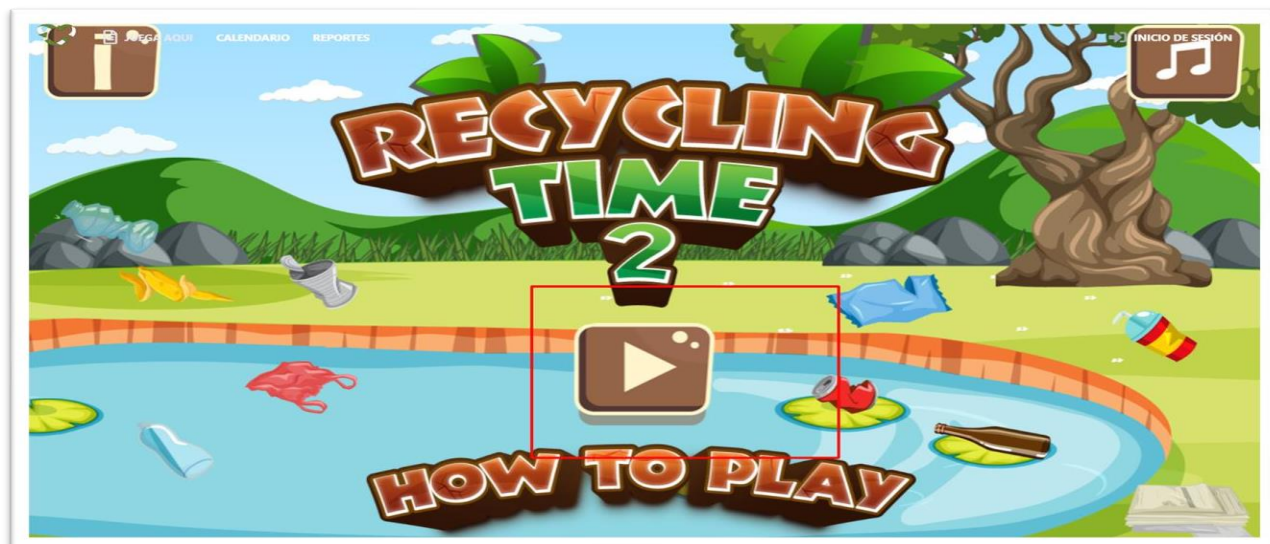 JUEGA AQUI CALENDARIO REPORTES INICIO DE SESIÓN
RECYCLING
TIME
2
HOW TO PLAY